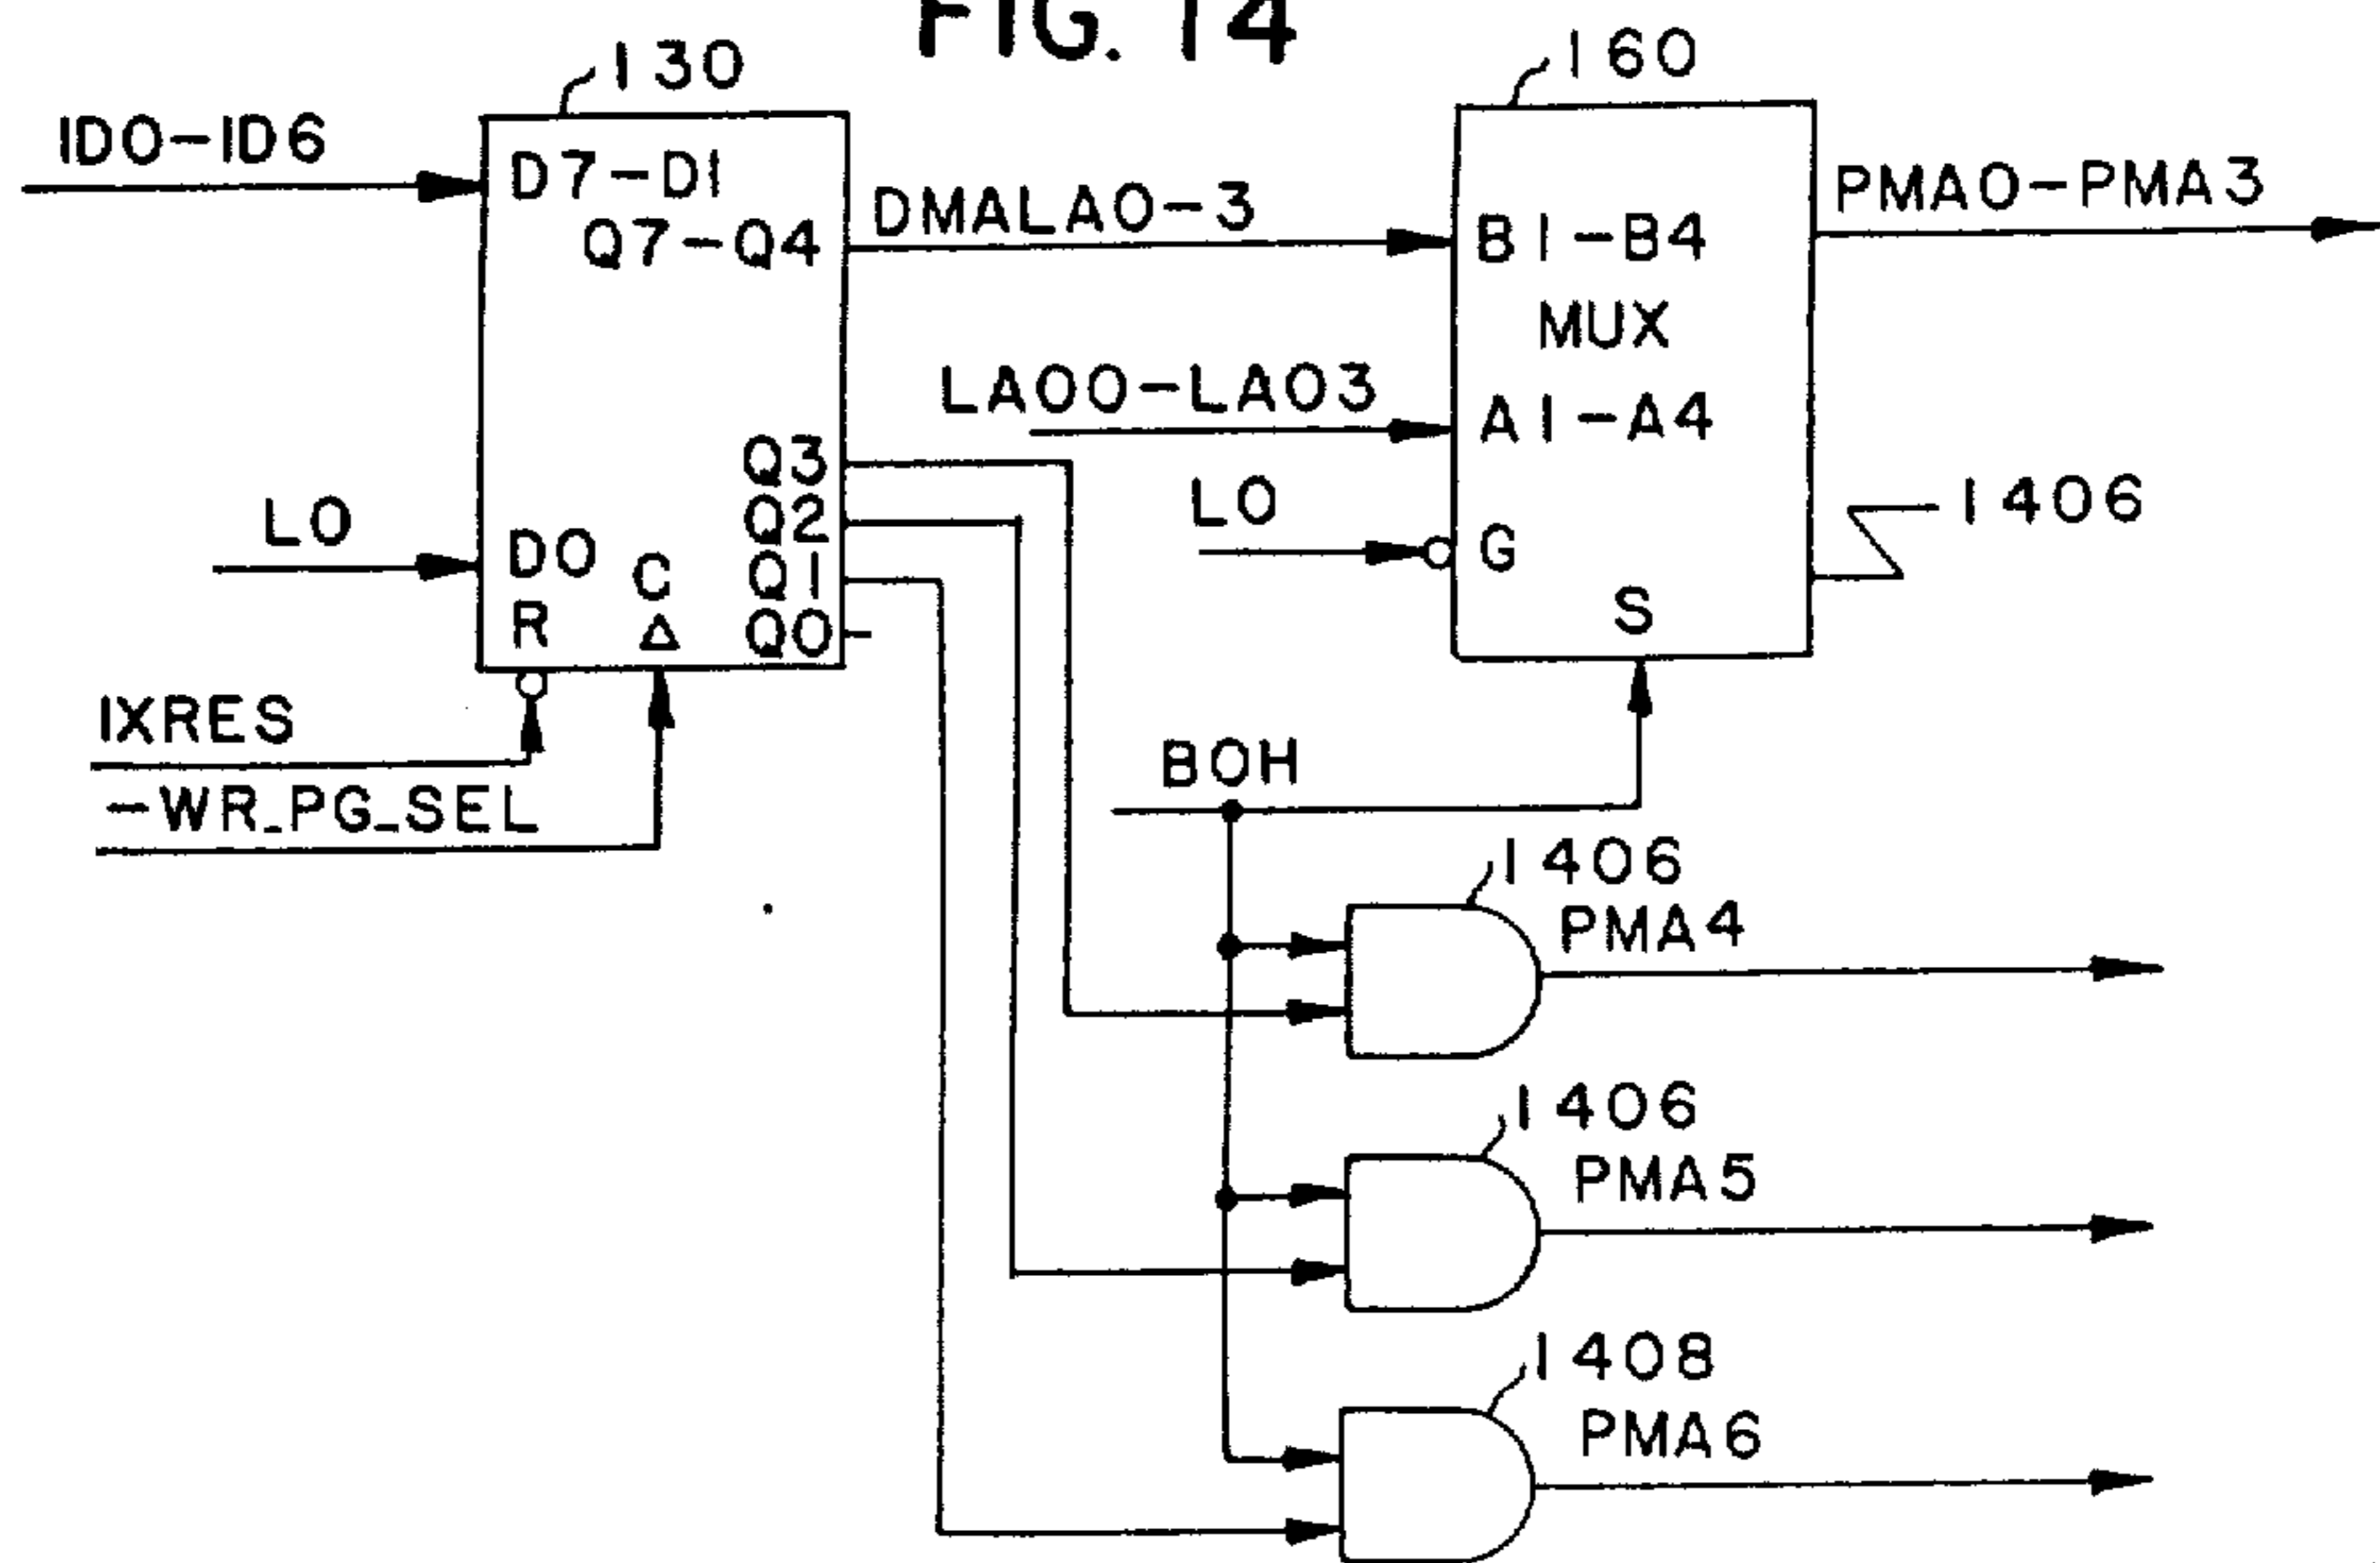 FIG. 14
130
160
ID0-ID6
D7-D1
Q7-Q4
DMALA0-3
B1-B4
PMA0-PMA3
MUX
LA00-LA03
A1-A4
Q3
LO
G
1406
Q2
LO
D0
C
Q1
S
R
Q0
IXRES
BOH
-WR_PG_SEL
1406
PMA4
1406
PMA5
1408
PMA6